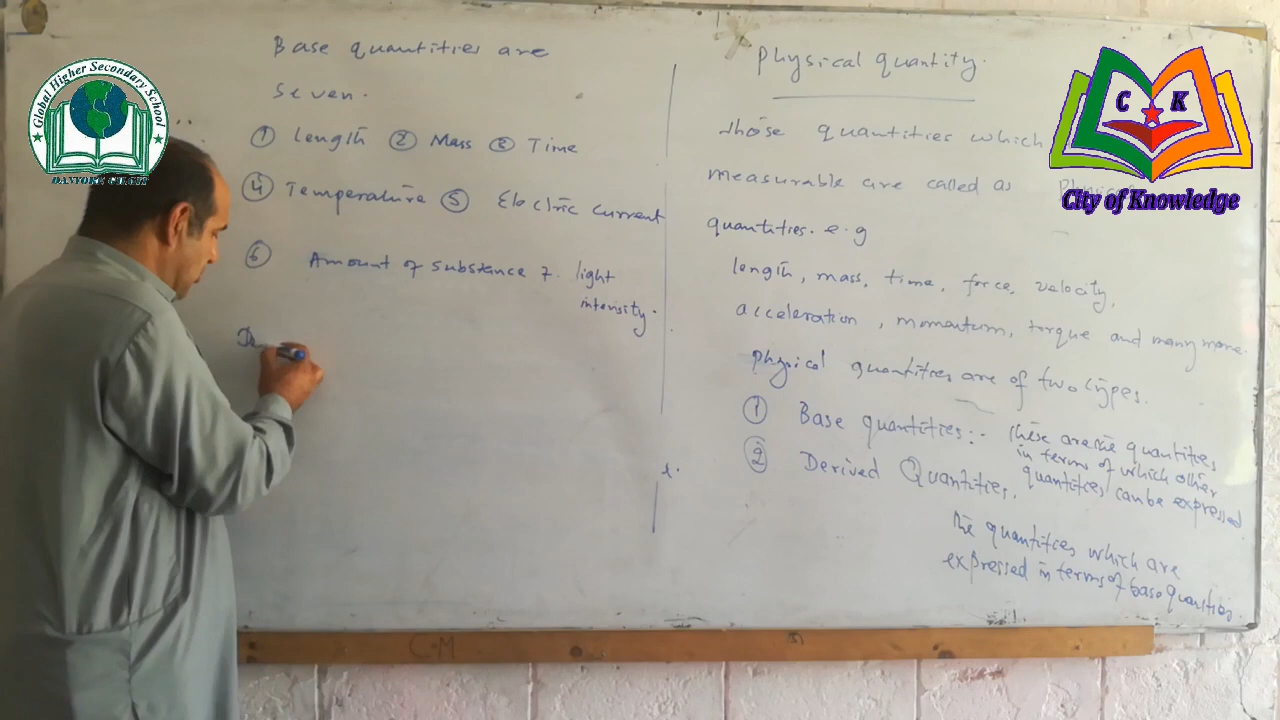 Global Higher Secondary School
DANYORE GILGIT
Base quantities are
seven.
① Length ② Mass ③ Time
④ Temperature ⑤ Electric current
⑥ Amount of substance 7. light
intensity.
De
Physical quantity.
those quantities which
measurable are called as Physical
quantities. e.g
length, mass, time, force, velocity,
acceleration, momentum, torque and many more.
Physical quantities are of two types.
① Base quantities:- These are the quantities
in terms of which other
quantities can be expressed
② Derived Quantities.
The quantities which are
expressed in terms of base quantities.
C K
City of Knowledge
C.M